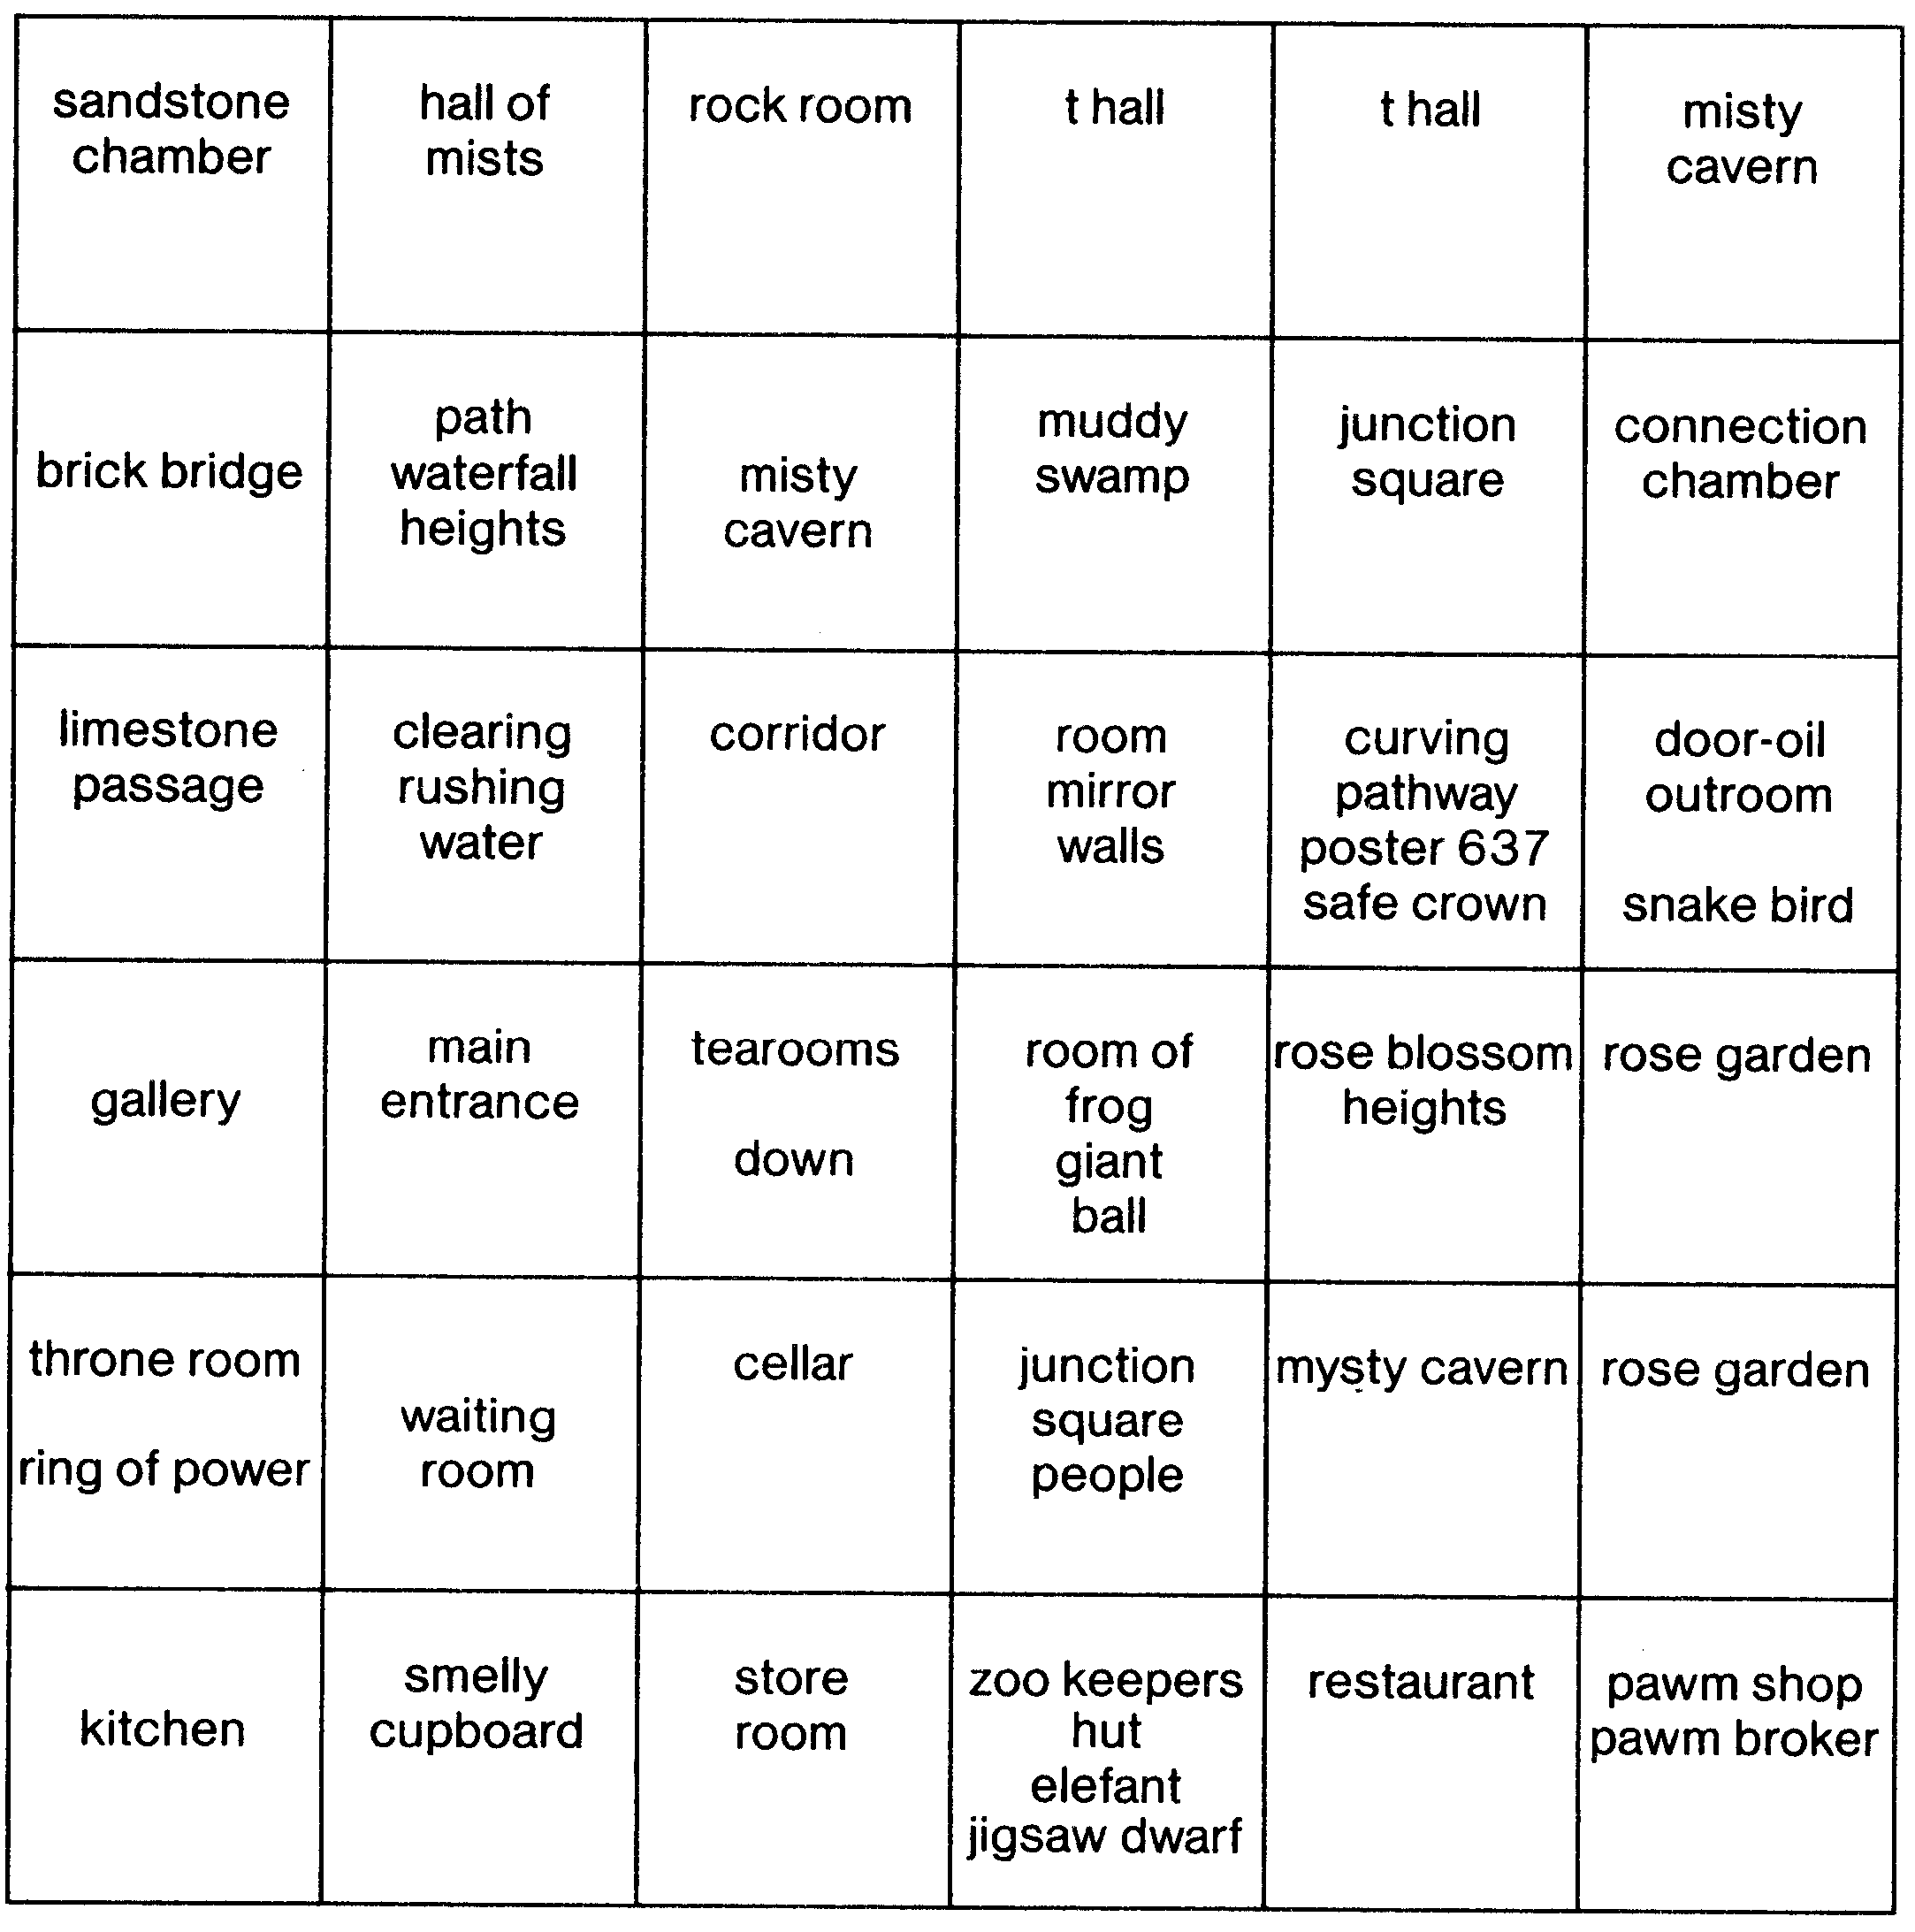 sandstone
chamber
hall of
mists
rock room
t hall
t hall
misty
cavern
brick bridge
path
waterfall
heights
misty
cavern
muddy
swamp
junction
square
connection
chamber
limestone
passage
clearing
rushing
water
corridor
room
mirror
walls
curving
pathway
poster 637
safe crown
door-oil
outroom
snake bird
gallery
main
entrance
tearooms
down
room of
frog
giant
ball
rose blossom
heights
rose garden
throne room
ring of power
waiting
room
cellar
junction
square
people
mysty cavern
rose garden
kitchen
smelly
cupboard
store
room
zoo keepers
hut
elefant
jigsaw dwarf
restaurant
pawm shop
pawm broker